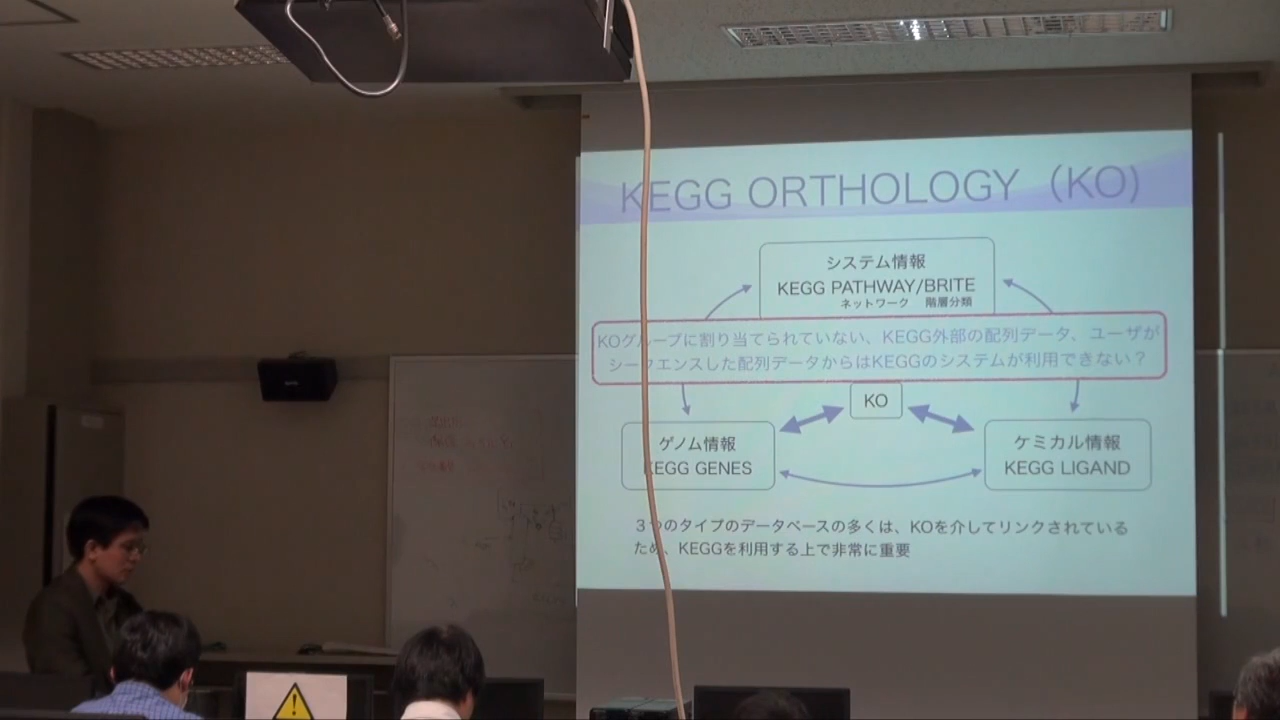 KEGG ORTHOLOGY（KO）
システム情報
KEGG PATHWAY/BRITE
ネットワーク 階層分類
KOグループに割り当てられていない、KEGG外部の配列データ、ユーザが
シークエンスした配列データからはKEGGのシステムが利用できない？
KO
ゲノム情報
KEGG GENES
ケミカル情報
KEGG LIGAND
３つのタイプのデータベースの多くは、KOを介してリンクされている
ため、KEGGを利用する上で非常に重要